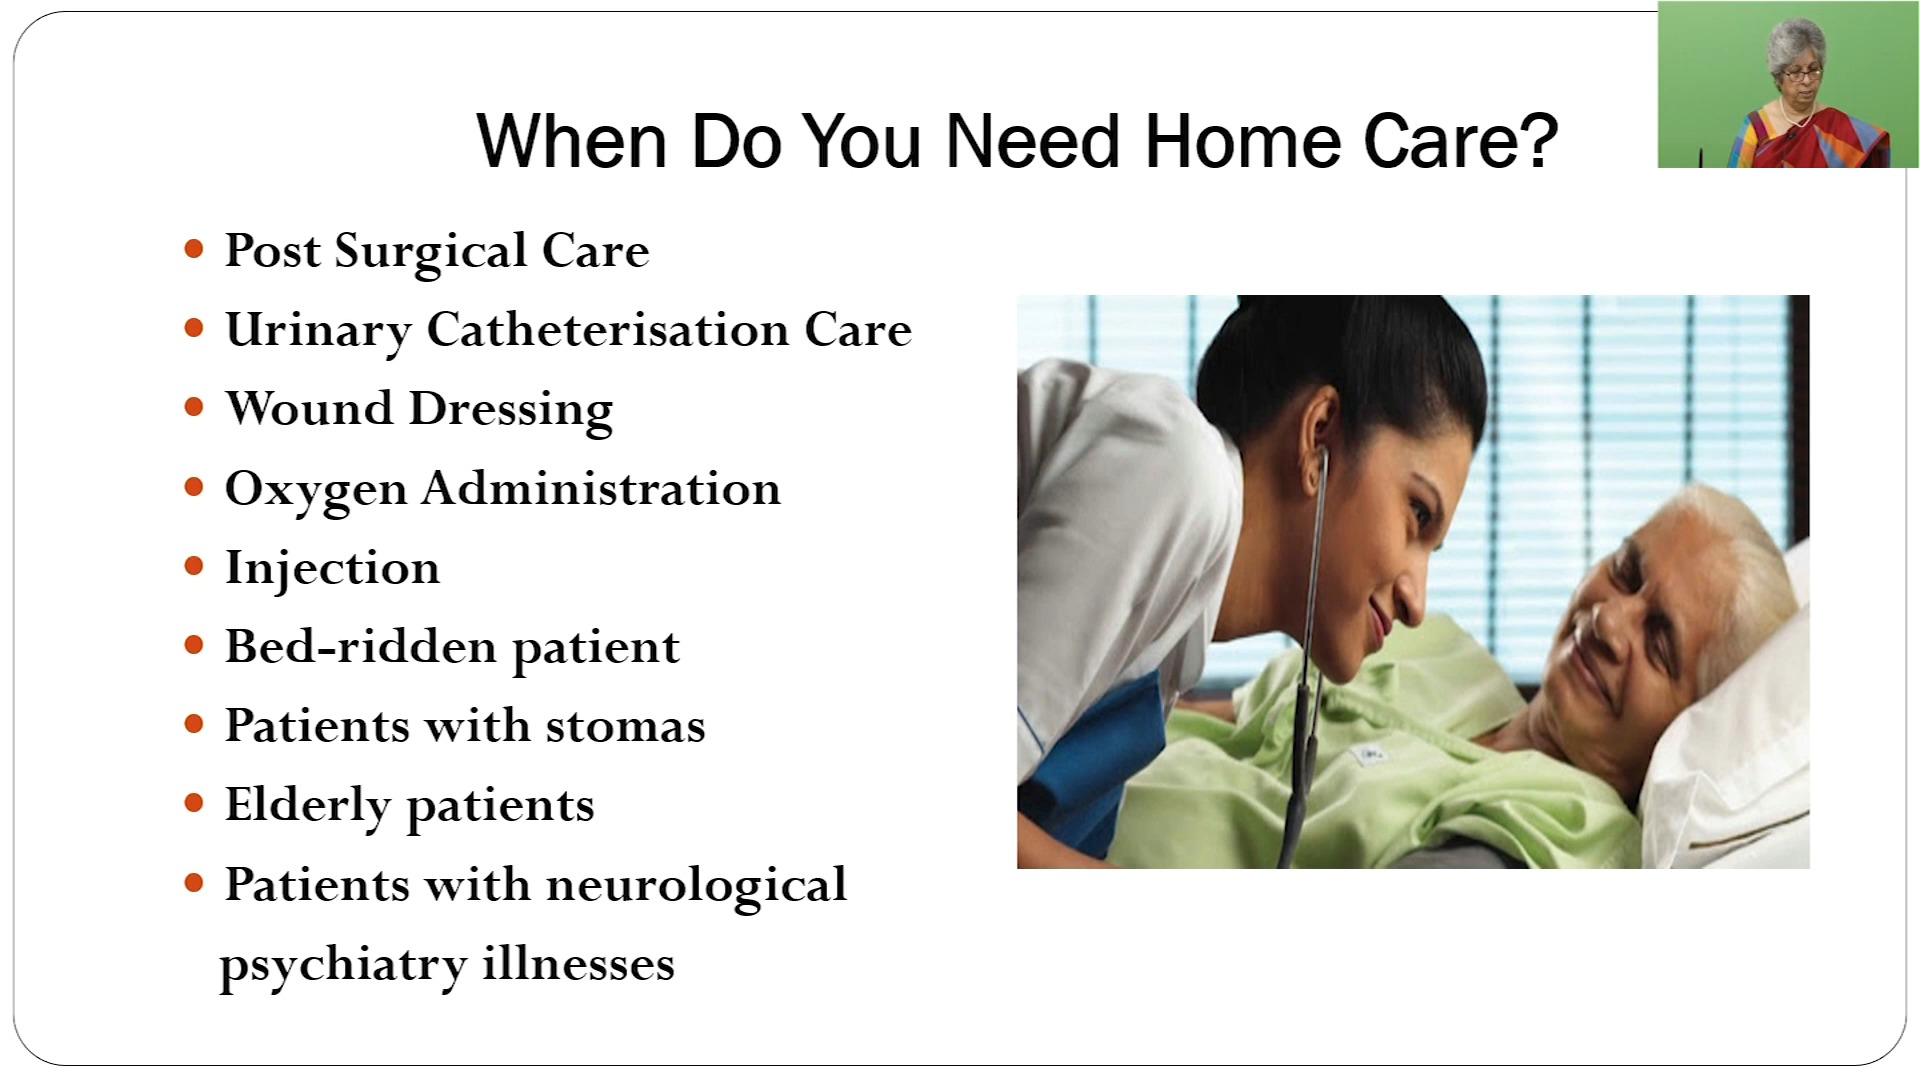 When Do You Need Home Care?
• Post Surgical Care
• Urinary Catheterisation Care
• Wound Dressing
• Oxygen Administration
• Injection
• Bed-ridden patient
• Patients with stomas
• Elderly patients
• Patients with neurological
psychiatry illnesses